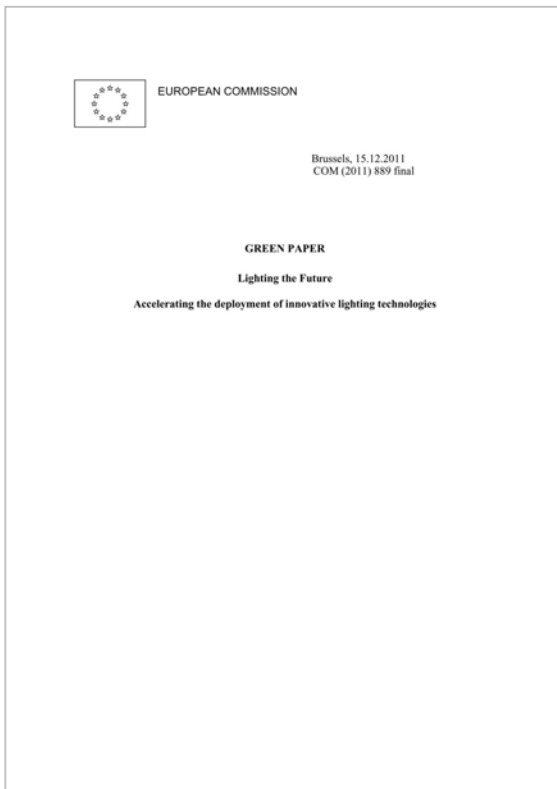 EUROPEAN COMMISSION
Brussels, 15.12.2011
COM (2011) 889 final
GREEN PAPER
Lighting the Future
Accelerating the deployment of innovative lighting technologies